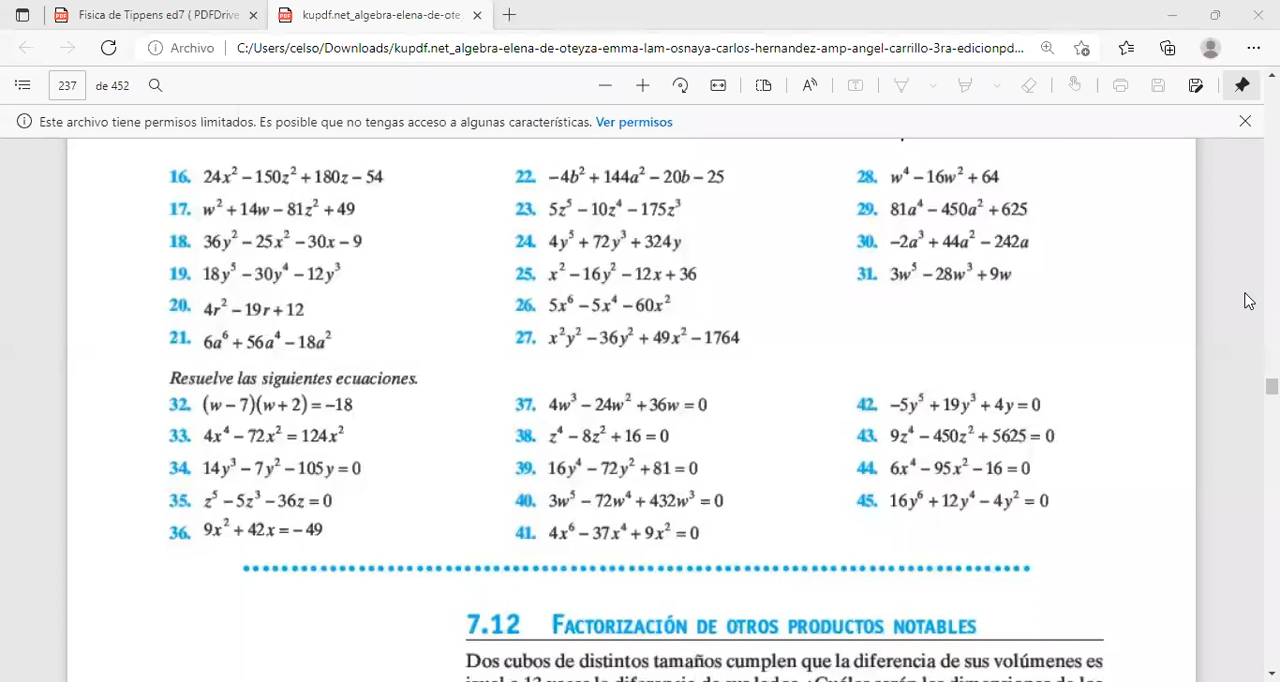 Fisica de Tippens ed7 ( PDFDrive
kupdf.net_algebra-elena-de-ote
Archivo
C:/Users/celso/Downloads/kupdf.net_algebra-elena-de-oteyza-emma-lam-osnaya-carlos-hernandez-amp-angel-carrillo-3ra-edicionpd...
237 de 452
Este archivo tiene permisos limitados. Es posible que no tengas acceso a algunas características. Ver permisos
16. 24x² − 150z² + 180z − 54
17. w² + 14w − 81z² + 49
18. 36y² − 25x² − 30x − 9
19. 18y⁵ − 30y⁴ − 12y³
20. 4r² − 19r + 12
21. 6a⁶ + 56a⁴ − 18a²
22. −4b² + 144a² − 20b − 25
23. 5z⁵ − 10z⁴ − 175z³
24. 4y⁵ + 72y³ + 324y
25. x² − 16y² − 12x + 36
26. 5x⁶ − 5x⁴ − 60x²
27. x²y² − 36y² + 49x² − 1764
28. w⁴ − 16w² + 64
29. 81a⁴ − 450a² + 625
30. −2a³ + 44a² − 242a
31. 3w⁵ − 28w³ + 9w
Resuelve las siguientes ecuaciones.
32. (w − 7)(w + 2) = −18
33. 4x⁴ − 72x² = 124x²
34. 14y³ − 7y² − 105y = 0
35. z⁵ − 5z³ − 36z = 0
36. 9x² + 42x = −49
37. 4w³ − 24w² + 36w = 0
38. z⁴ − 8z² + 16 = 0
39. 16y⁴ − 72y² + 81 = 0
40. 3w⁵ − 72w⁴ + 432w³ = 0
41. 4x⁶ − 37x⁴ + 9x² = 0
42. −5y⁵ + 19y³ + 4y = 0
43. 9z⁴ − 450z² + 5625 = 0
44. 6x⁴ − 95x² − 16 = 0
45. 16y⁶ + 12y⁴ − 4y² = 0
7.12 FACTORIZACIÓN DE OTROS PRODUCTOS NOTABLES
Dos cubos de distintos tamaños cumplen que la diferencia de sus volúmenes es